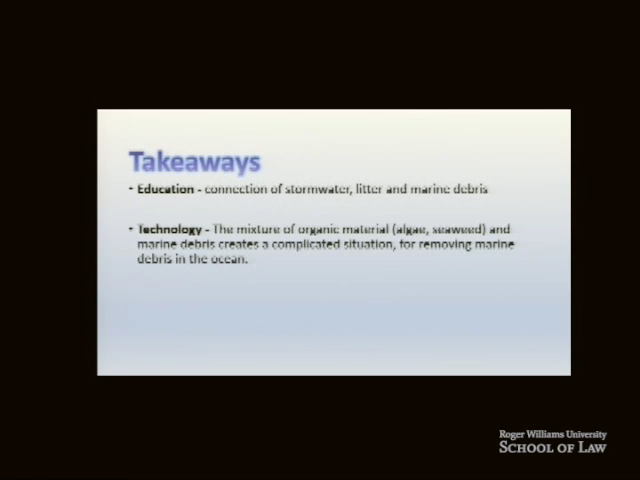 Takeaways
- Education - connection of stormwater, litter and marine debris
- Technology - The mixture of organic material (algae, seaweed) and
marine debris creates a complicated situation, for removing marine
debris in the ocean.
Roger Williams University
SCHOOL OF LAW